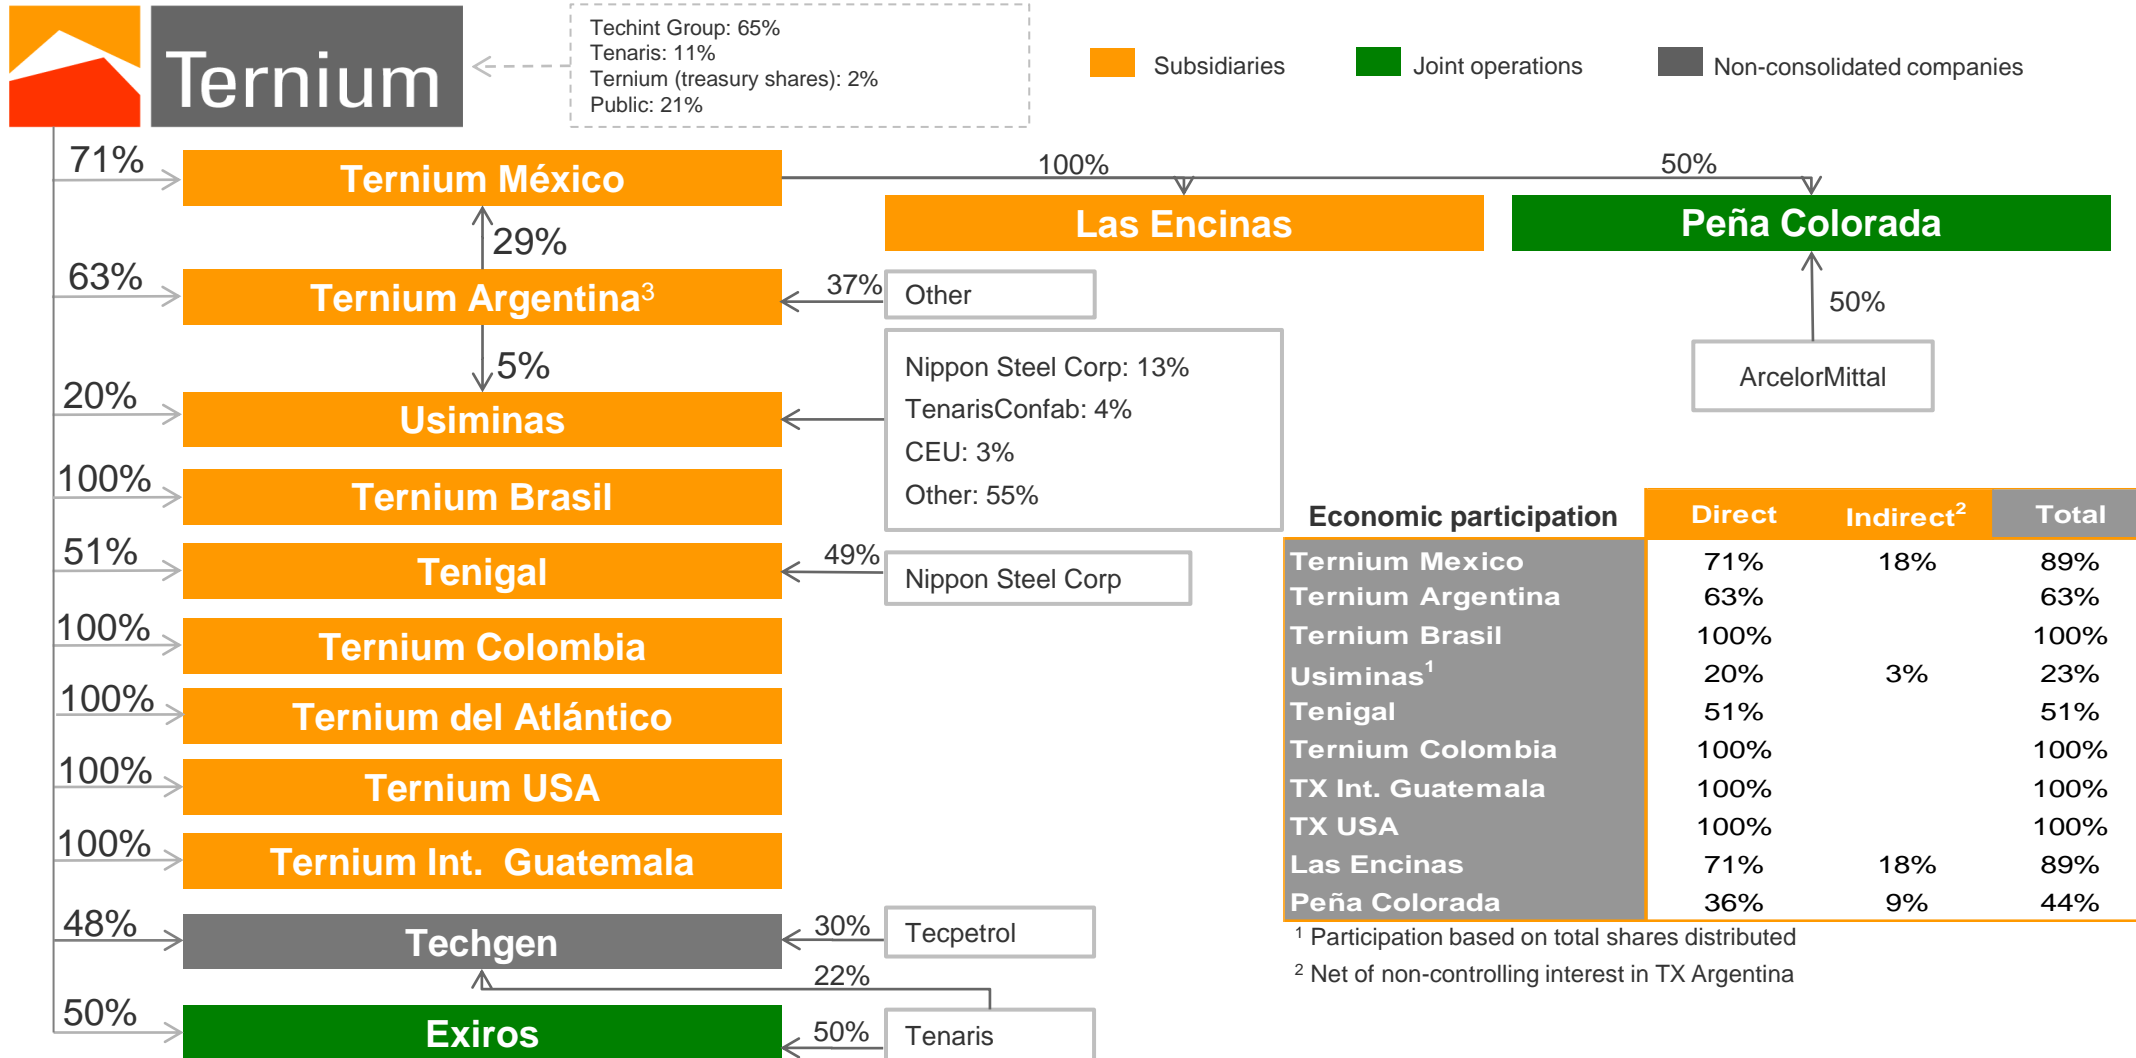 Ternium
Techint Group: 65%
Tenaris: 11%
Ternium (treasury shares): 2%
Public: 21%
Subsidiaries
Joint operations
Non-consolidated companies
71%
Ternium México
100%
50%
Las Encinas
Peña Colorada
29%
63%
Ternium Argentina³
37%
Other
50%
ArcelorMittal
5%
20%
Usiminas
Nippon Steel Corp: 13%
TenarisConfab: 4%
CEU: 3%
Other: 55%
100%
Ternium Brasil
51%
Tenigal
49%
Nippon Steel Corp
100%
Ternium Colombia
100%
Ternium del Atlántico
100%
Ternium USA
100%
Ternium Int. Guatemala
48%
Techgen
30%
Tecpetrol
22%
50%
Exiros
50%
Tenaris
Economic participation Direct Indirect² Total
Ternium Mexico 71% 18% 89%
Ternium Argentina 63% 63%
Ternium Brasil 100% 100%
Usiminas¹ 20% 3% 23%
Tenigal 51% 51%
Ternium Colombia 100% 100%
TX Int. Guatemala 100% 100%
TX USA 100% 100%
Las Encinas 71% 18% 89%
Peña Colorada 36% 9% 44%
¹ Participation based on total shares distributed
² Net of non-controlling interest in TX Argentina